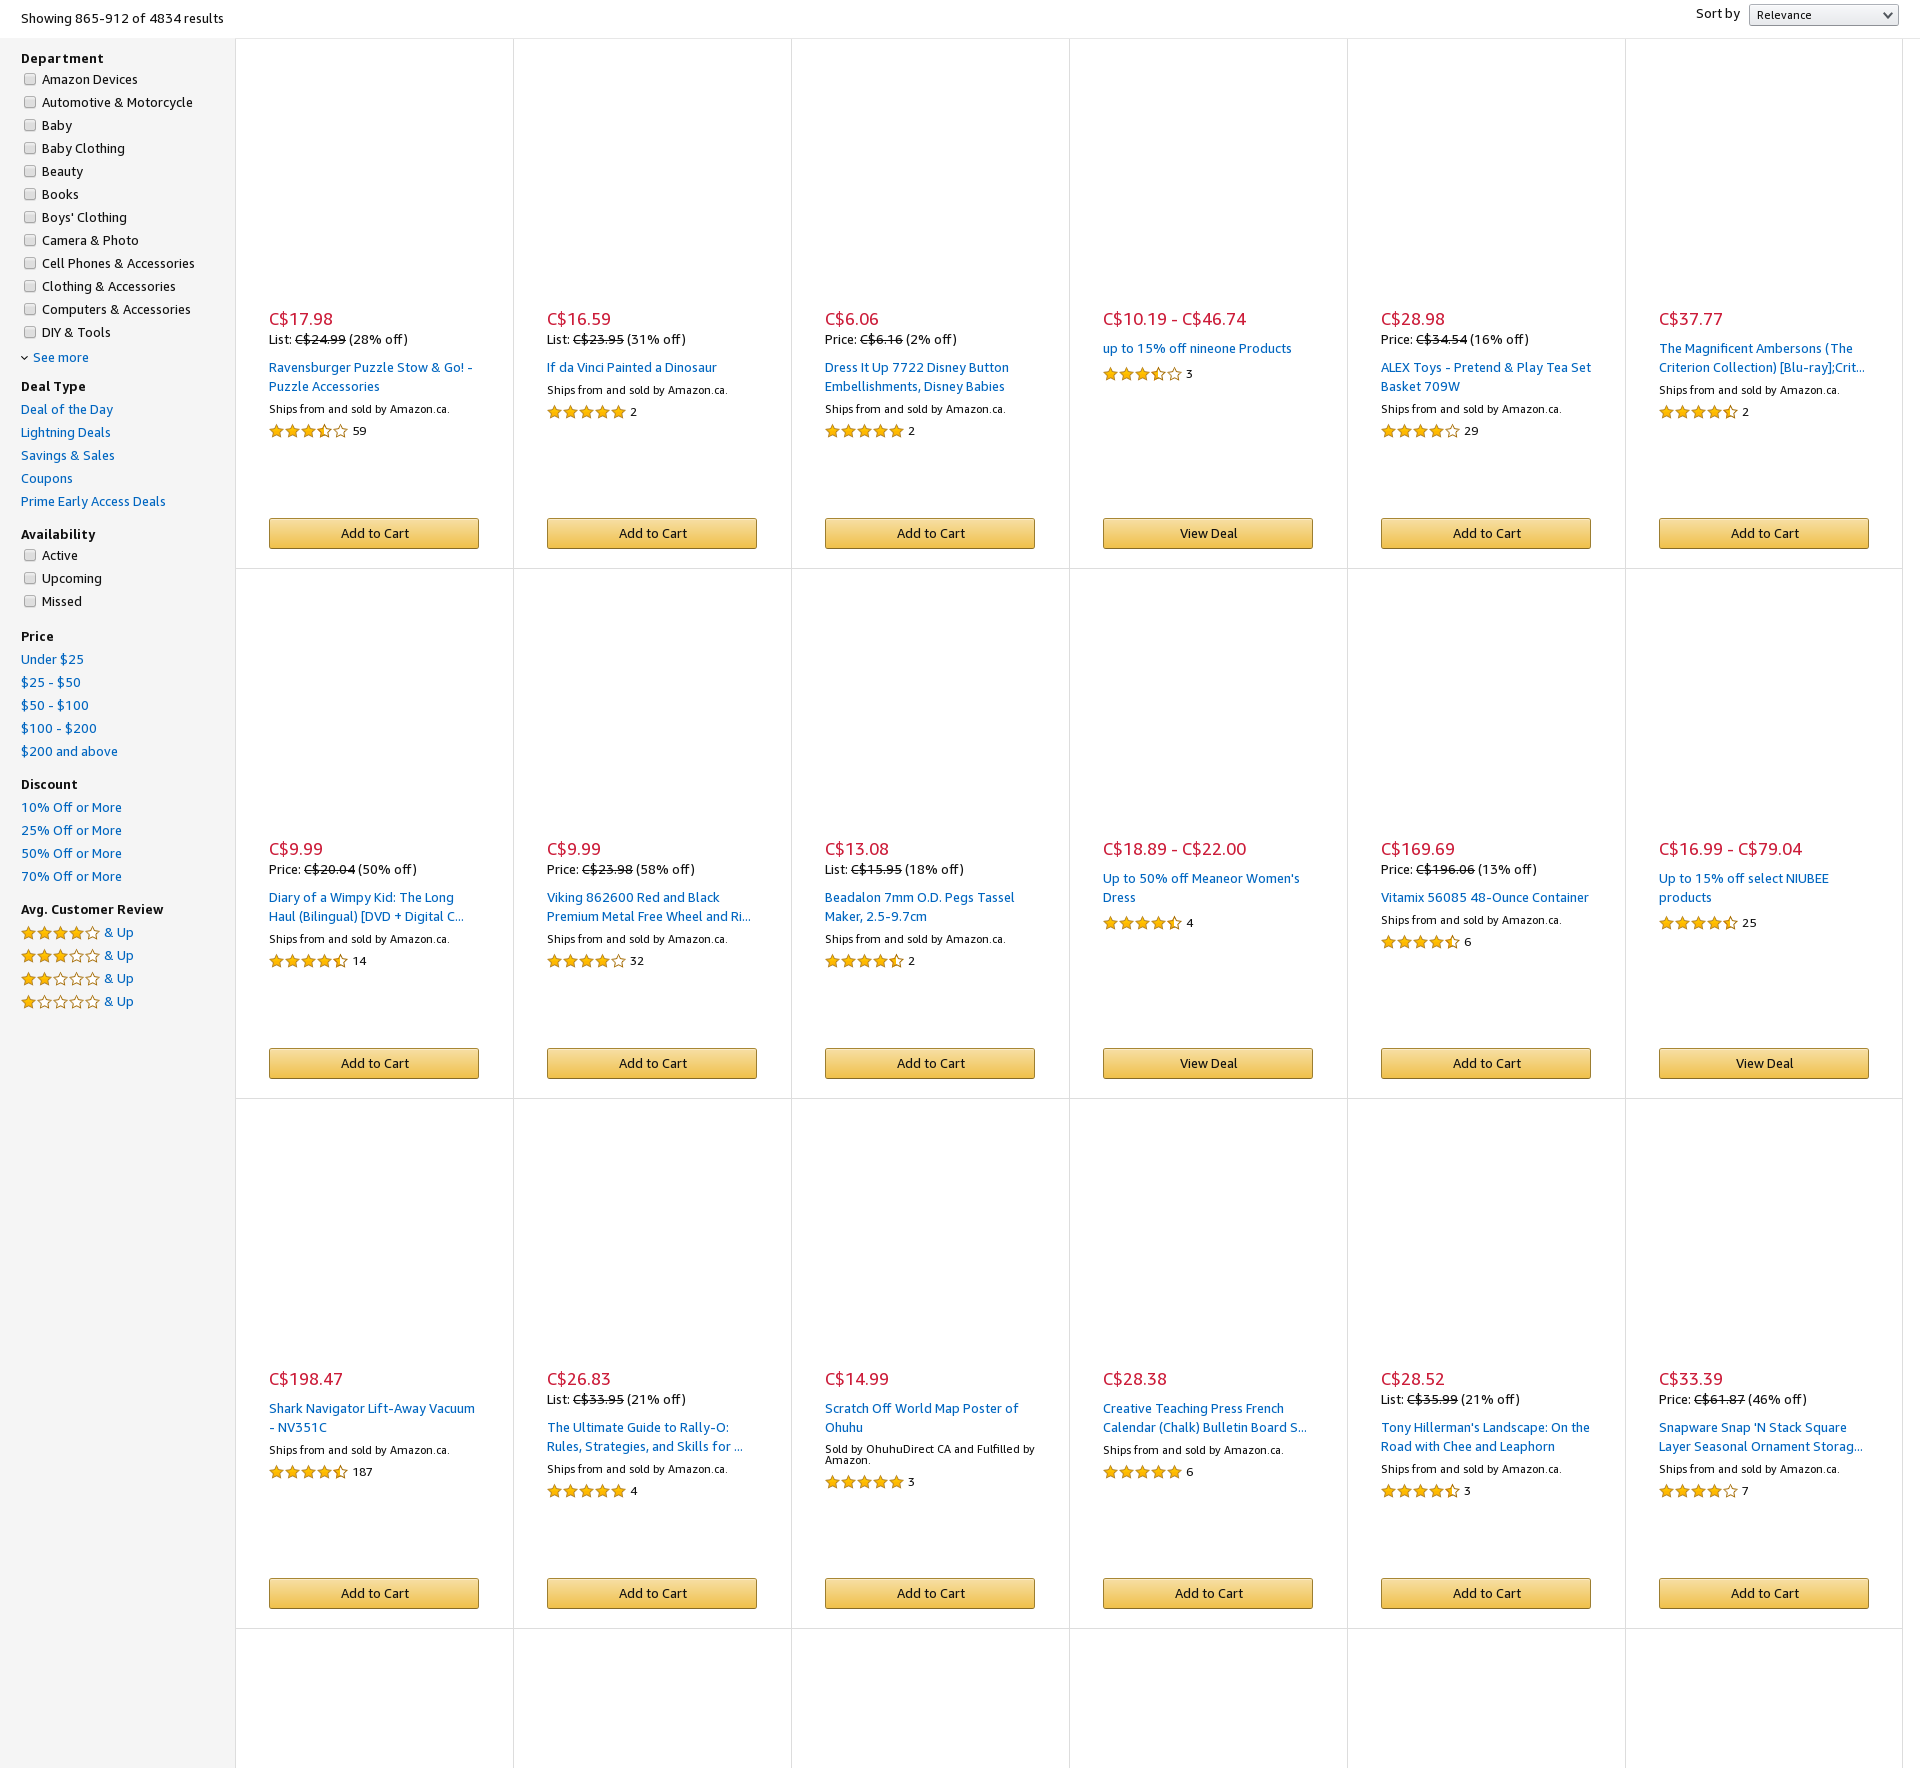 Showing 865-912 of 4834 results
Sort by
Relevance
Department
Amazon Devices
Automotive & Motorcycle
Baby
Baby Clothing
Beauty
Books
Boys' Clothing
Camera & Photo
Cell Phones & Accessories
Clothing & Accessories
Computers & Accessories
DIY & Tools
See more
Deal Type
Deal of the Day
Lightning Deals
Savings & Sales
Coupons
Prime Early Access Deals
Availability
Active
Upcoming
Missed
Price
Under $25
$25 - $50
$50 - $100
$100 - $200
$200 and above
Discount
10% Off or More
25% Off or More
50% Off or More
70% Off or More
Avg. Customer Review
& Up
& Up
& Up
& Up
C$17.98
List: C$24.99 (28% off)
Ravensburger Puzzle Stow & Go! -
Puzzle Accessories
Ships from and sold by Amazon.ca.
59
Add to Cart
C$16.59
List: C$23.95 (31% off)
If da Vinci Painted a Dinosaur
Ships from and sold by Amazon.ca.
2
Add to Cart
C$6.06
Price: C$6.16 (2% off)
Dress It Up 7722 Disney Button
Embellishments, Disney Babies
Ships from and sold by Amazon.ca.
2
Add to Cart
C$10.19 - C$46.74
up to 15% off nineone Products
3
View Deal
C$28.98
Price: C$34.54 (16% off)
ALEX Toys - Pretend & Play Tea Set
Basket 709W
Ships from and sold by Amazon.ca.
29
Add to Cart
C$37.77
The Magnificent Ambersons (The
Criterion Collection) [Blu-ray];Crit...
Ships from and sold by Amazon.ca.
2
Add to Cart
C$9.99
Price: C$20.04 (50% off)
Diary of a Wimpy Kid: The Long
Haul (Bilingual) [DVD + Digital C...
Ships from and sold by Amazon.ca.
14
Add to Cart
C$9.99
Price: C$23.98 (58% off)
Viking 862600 Red and Black
Premium Metal Free Wheel and Ri...
Ships from and sold by Amazon.ca.
32
Add to Cart
C$13.08
List: C$15.95 (18% off)
Beadalon 7mm O.D. Pegs Tassel
Maker, 2.5-9.7cm
Ships from and sold by Amazon.ca.
2
Add to Cart
C$18.89 - C$22.00
Up to 50% off Meaneor Women's
Dress
4
View Deal
C$169.69
Price: C$196.06 (13% off)
Vitamix 56085 48-Ounce Container
Ships from and sold by Amazon.ca.
6
Add to Cart
C$16.99 - C$79.04
Up to 15% off select NIUBEE
products
25
View Deal
C$198.47
Shark Navigator Lift-Away Vacuum
- NV351C
Ships from and sold by Amazon.ca.
187
Add to Cart
C$26.83
List: C$33.95 (21% off)
The Ultimate Guide to Rally-O:
Rules, Strategies, and Skills for ...
Ships from and sold by Amazon.ca.
4
Add to Cart
C$14.99
Scratch Off World Map Poster of
Ohuhu
Sold by OhuhuDirect CA and Fulfilled by
Amazon.
3
Add to Cart
C$28.38
Creative Teaching Press French
Calendar (Chalk) Bulletin Board S...
Ships from and sold by Amazon.ca.
6
Add to Cart
C$28.52
List: C$35.99 (21% off)
Tony Hillerman's Landscape: On the
Road with Chee and Leaphorn
Ships from and sold by Amazon.ca.
3
Add to Cart
C$33.39
Price: C$61.87 (46% off)
Snapware Snap 'N Stack Square
Layer Seasonal Ornament Storag...
Ships from and sold by Amazon.ca.
7
Add to Cart